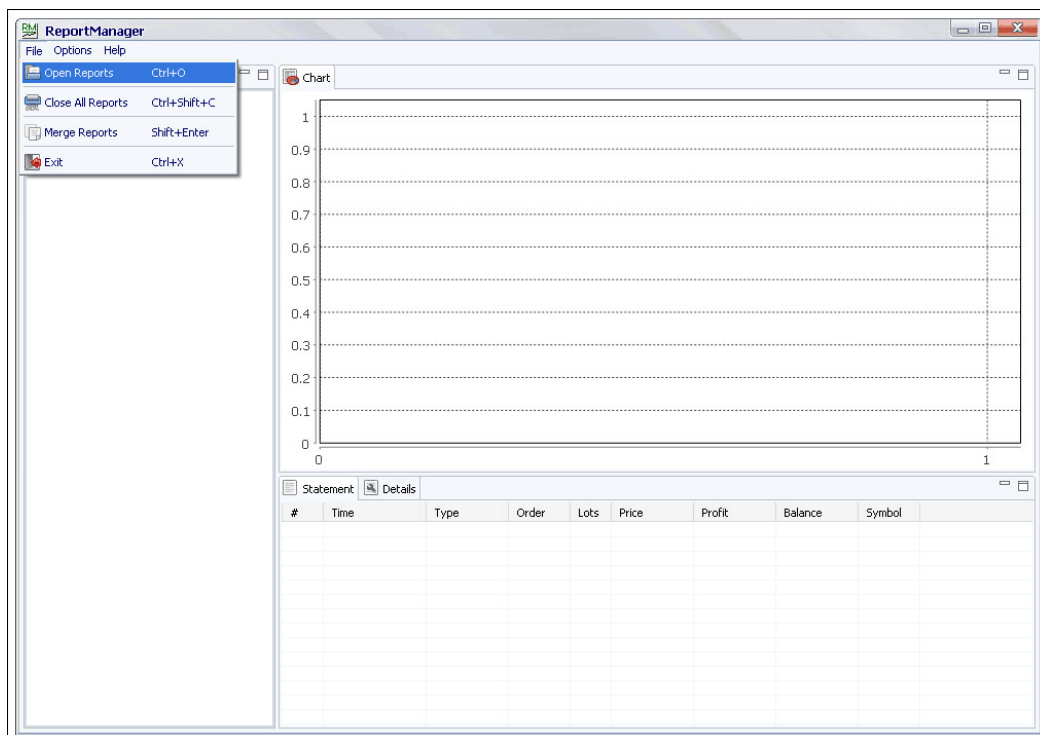 RM ReportManager
File Options Help
Open Reports Ctrl+O
Close All Reports Ctrl+Shift+C
Merge Reports Shift+Enter
Exit Ctrl+X
Chart
1
0.9
0.8
0.7
0.6
0.5
0.4
0.3
0.2
0.1
0
0 1
Statement Details
# Time Type Order Lots Price Profit Balance Symbol